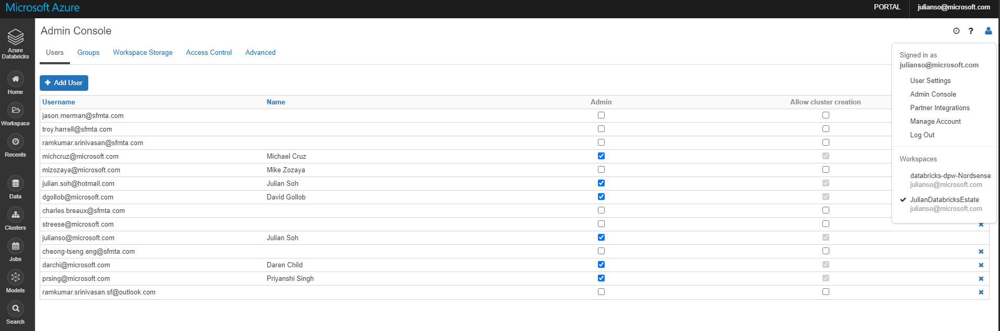 Microsoft Azure PORTAL julianso@microsoft.com
Azure
Databricks
Home
Workspace
Recents
Data
Clusters
Jobs
Models
Search
Admin Console ?
Users Groups Workspace Storage Access Control Advanced
+ Add User
Username Name Admin Allow cluster creation
jason.merman@sfmta.com
troy.harrell@sfmta.com
ramkumar.srinivasan@sfmta.com
michcruz@microsoft.com Michael Cruz
mizozaya@microsoft.com Mike Zozaya
julian.soh@hotmail.com Julian Soh
dgollob@microsoft.com David Gollob
charles.breaux@sfmta.com
streese@microsoft.com
julianso@microsoft.com Julian Soh
cheong-tseng.eng@sfmta.com
darchi@microsoft.com Daren Child
prsing@microsoft.com Priyanshi Singh
ramkumar.srinivasan.sf@outlook.com
Signed in as
julianso@microsoft.com
User Settings
Admin Console
Partner Integrations
Manage Account
Log Out
Workspaces
databricks-dpw-Nordsense
julianso@microsoft.com
JulianDatabricksEstate
julianso@microsoft.com